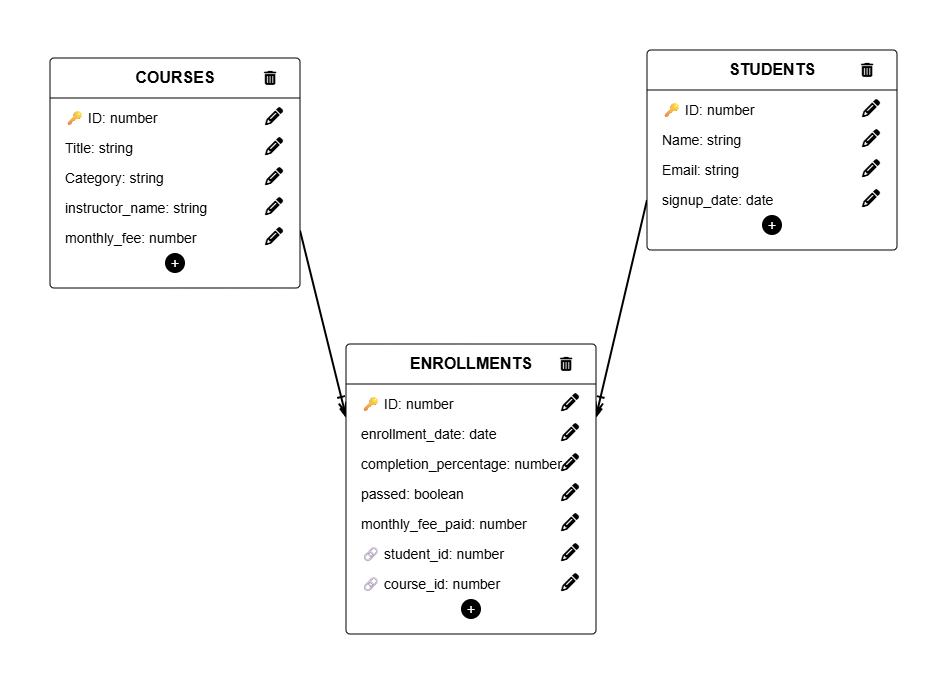 COURSES
ID: number
Title: string
Category: string
instructor_name: string
monthly_fee: number
STUDENTS
ID: number
Name: string
Email: string
signup_date: date
ENROLLMENTS
ID: number
enrollment_date: date
completion_percentage: number
passed: boolean
monthly_fee_paid: number
student_id: number
course_id: number